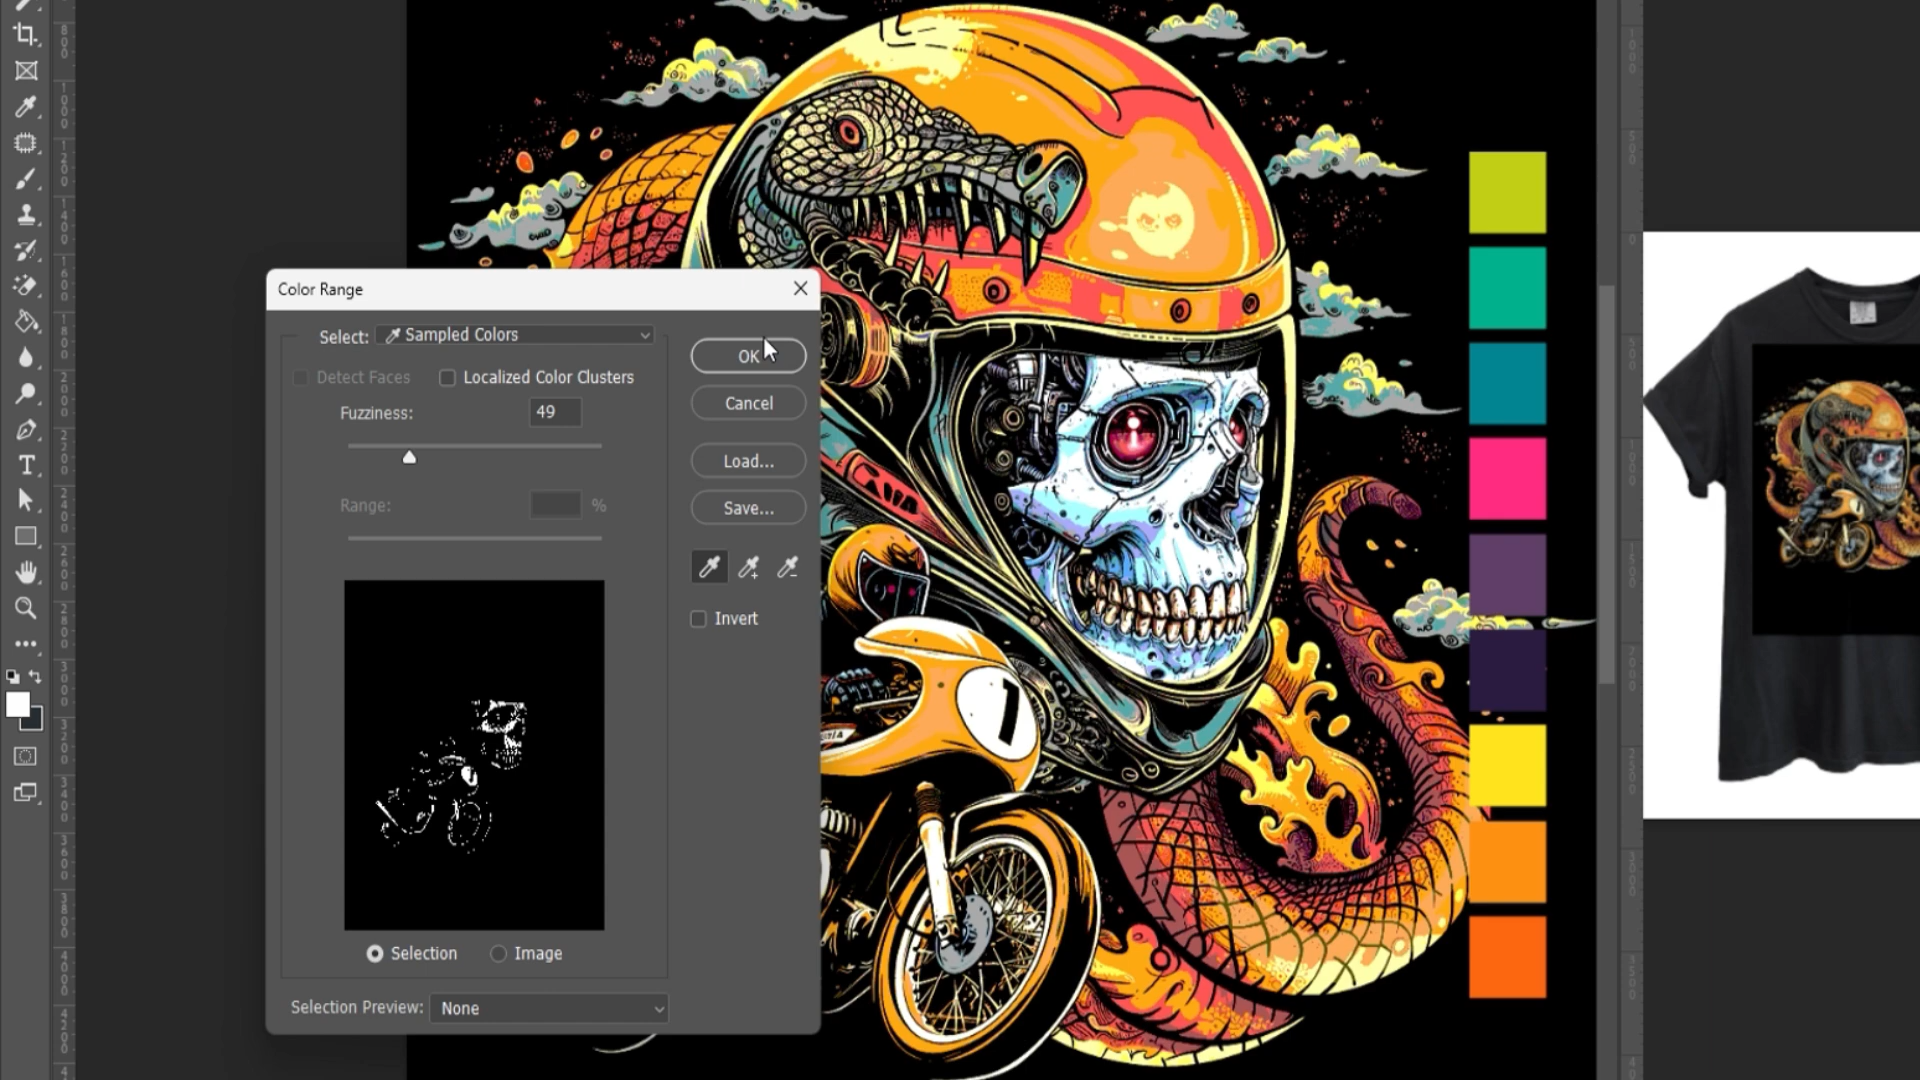 Color Range
Select: Sampled Colors
OK
Detect Faces Localized Color Clusters
Fuzziness: 49
Cancel
Load...
Range: %
Save...
Invert
Selection Image
Selection Preview: None
1